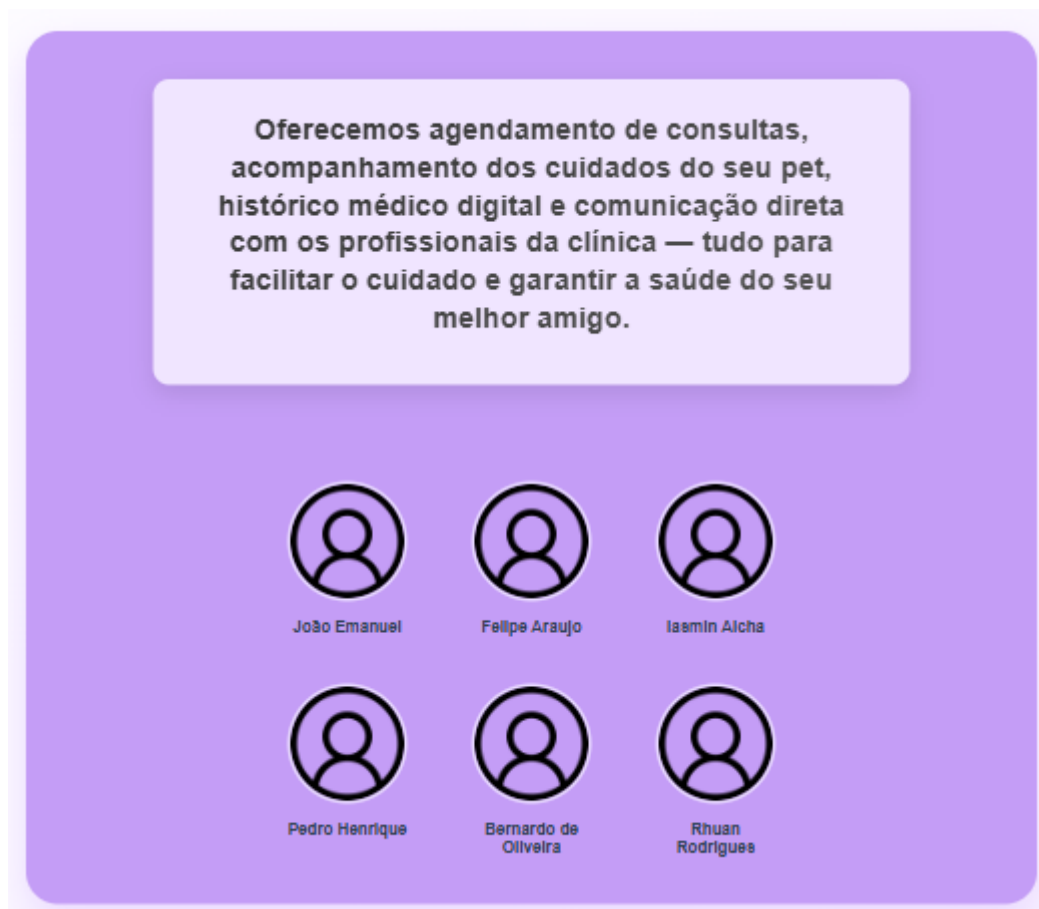 Oferecemos agendamento de consultas,
acompanhamento dos cuidados do seu pet,
histórico médico digital e comunicação direta
com os profissionais da clínica — tudo para
facilitar o cuidado e garantir a saúde do seu
melhor amigo.
João Emanuel
Felipe Araujo
Iasmin Aicha
Pedro Henrique
Bernardo de
Oliveira
Rhuan
Rodrigues